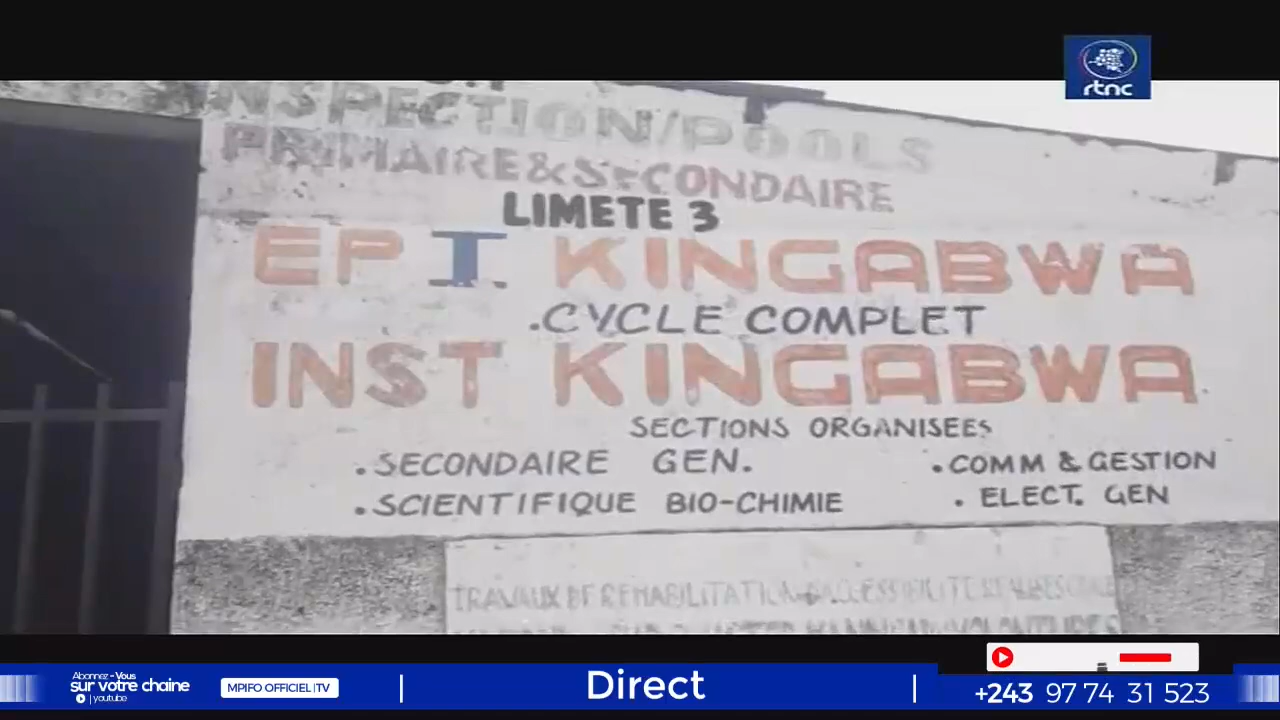 rtnc
INSPECTION/POOLS
PRIMAIRE & SECONDAIRE
LIMETE 3
EP I KINGABWA
.CYCLE COMPLET
INST KINGABWA
SECTIONS ORGANISEES
.SECONDAIRE GEN. .COMM & GESTION
.SCIENTIFIQUE BIO-CHIMIE . ELECT. GEN
TRAVAUX DE REHABILITATION
Abonnez-Vous
sur votre chaine
youtube
MPIFO OFFICIEL|TV
Direct
+243 97 74 31 523